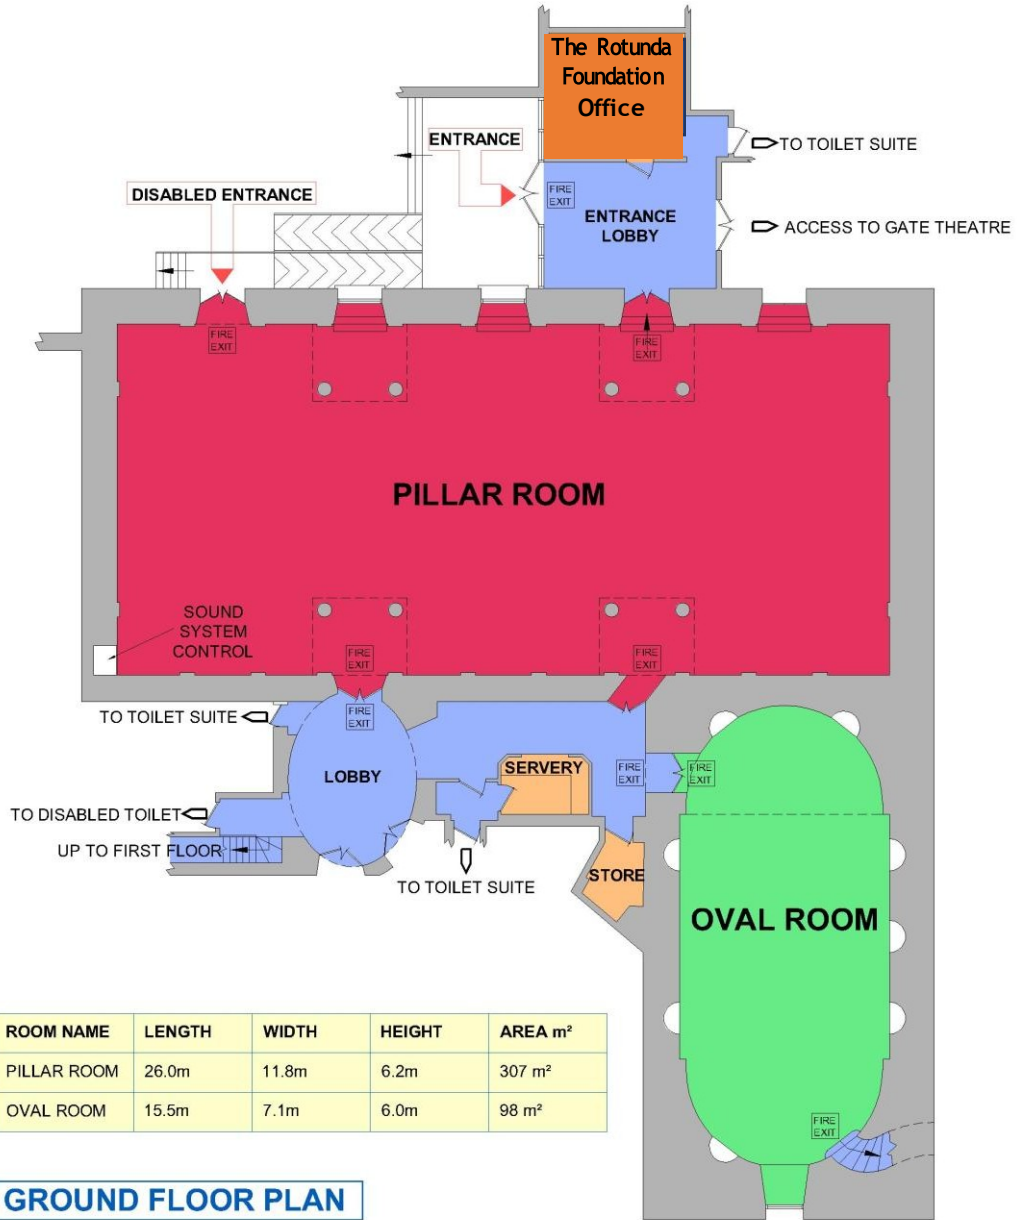 The Rotunda
Foundation
Office
ENTRANCE
TO TOILET SUITE
DISABLED ENTRANCE
FIRE
EXIT
ENTRANCE
LOBBY
ACCESS TO GATE THEATRE
FIRE
EXIT
FIRE
EXIT
PILLAR ROOM
SOUND
SYSTEM
CONTROL
FIRE
EXIT
FIRE
EXIT
TO TOILET SUITE
FIRE
EXIT
LOBBY
SERVERY
FIRE
EXIT
FIRE
EXIT
TO DISABLED TOILET
UP TO FIRST FLOOR
TO TOILET SUITE
STORE
OVAL ROOM
ROOM NAME LENGTH WIDTH HEIGHT AREA m²
PILLAR ROOM 26.0m 11.8m 6.2m 307 m²
OVAL ROOM 15.5m 7.1m 6.0m 98 m²
FIRE
EXIT
GROUND FLOOR PLAN